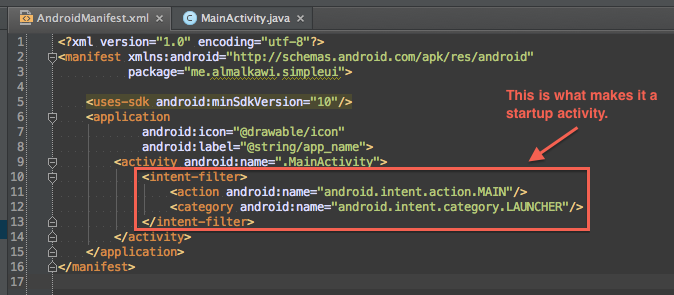 AndroidManifest.xml × MainActivity.java ×
1 <?xml version="1.0" encoding="utf-8"?>
2 <manifest xmlns:android="http://schemas.android.com/apk/res/android"
3 package="me.almalkawi.simpleui">
4
5 <uses-sdk android:minSdkVersion="10"/>
6 <application
7 android:icon="@drawable/icon"
8 android:label="@string/app_name">
9 <activity android:name=".MainActivity">
10 <intent-filter>
11 <action android:name="android.intent.action.MAIN"/>
12 <category android:name="android.intent.category.LAUNCHER"/>
13 </intent-filter>
14 </activity>
15 </application>
16 </manifest>
17
This is what makes it a
startup activity.